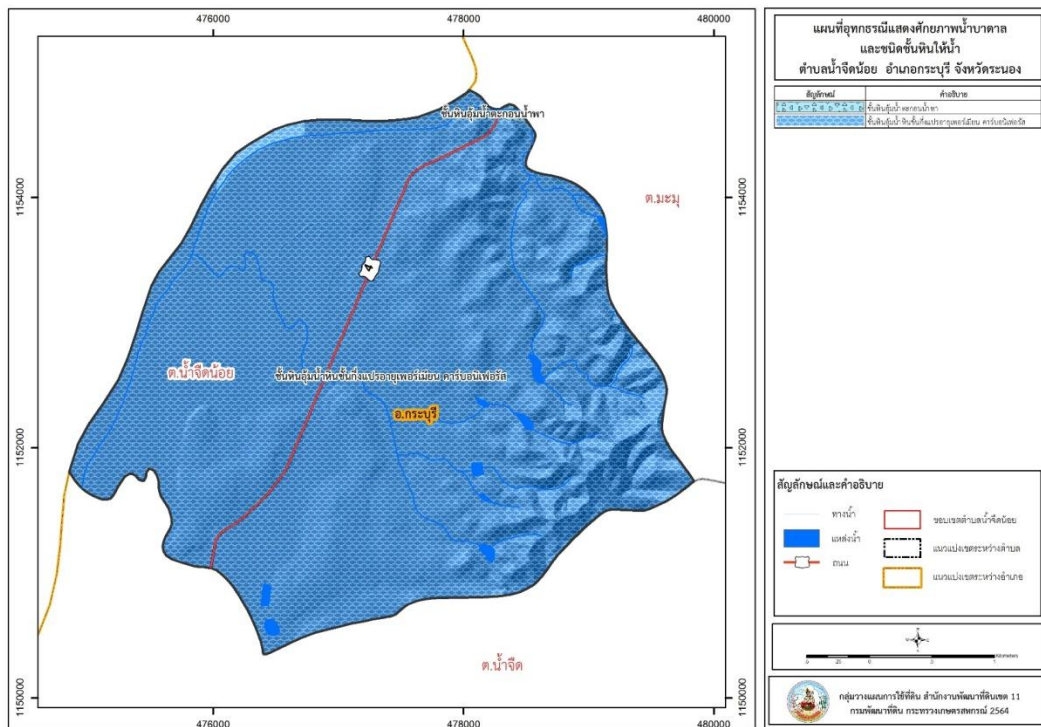 476000
478000
480000
1154000
1152000
1150000
ชั้นหินอุ้มน้ำตะกอนน้ำพา
ต.มะมุ
4
ต.น้ำจืดน้อย
ชั้นหินอุ้มน้ำหินชั้นกึ่งแปรอายุเพอร์เมียน คาร์บอนิเฟอรัส
อ.กระบุรี
ต.น้ำจืด
1154000
1152000
1150000
476000
478000
480000
แผนที่อุทกธรณีแสดงศักยภาพน้ำบาดาล
และชนิดชั้นหินให้น้ำ
ตำบลน้ำจืดน้อย อำเภอกระบุรี จังหวัดระนอง
สัญลักษณ์ คำอธิบาย
ชั้นหินอุ้มน้ำตะกอนน้ำพา
ชั้นหินอุ้มน้ำหินชั้นกึ่งแปรอายุเพอร์เมียน คาร์บอนิเฟอรัส
สัญลักษณ์และคำอธิบาย
ทางน้ำ
แหล่งน้ำ
ถนน
ขอบเขตตำบลน้ำจืดน้อย
แนวแบ่งเขตระหว่างตำบล
แนวแบ่งเขตระหว่างอำเภอ
Kilometers
กลุ่มวางแผนการใช้ที่ดิน สำนักงานพัฒนาที่ดินเขต 11
กรมพัฒนาที่ดิน กระทรวงเกษตรสหกรณ์ 2564